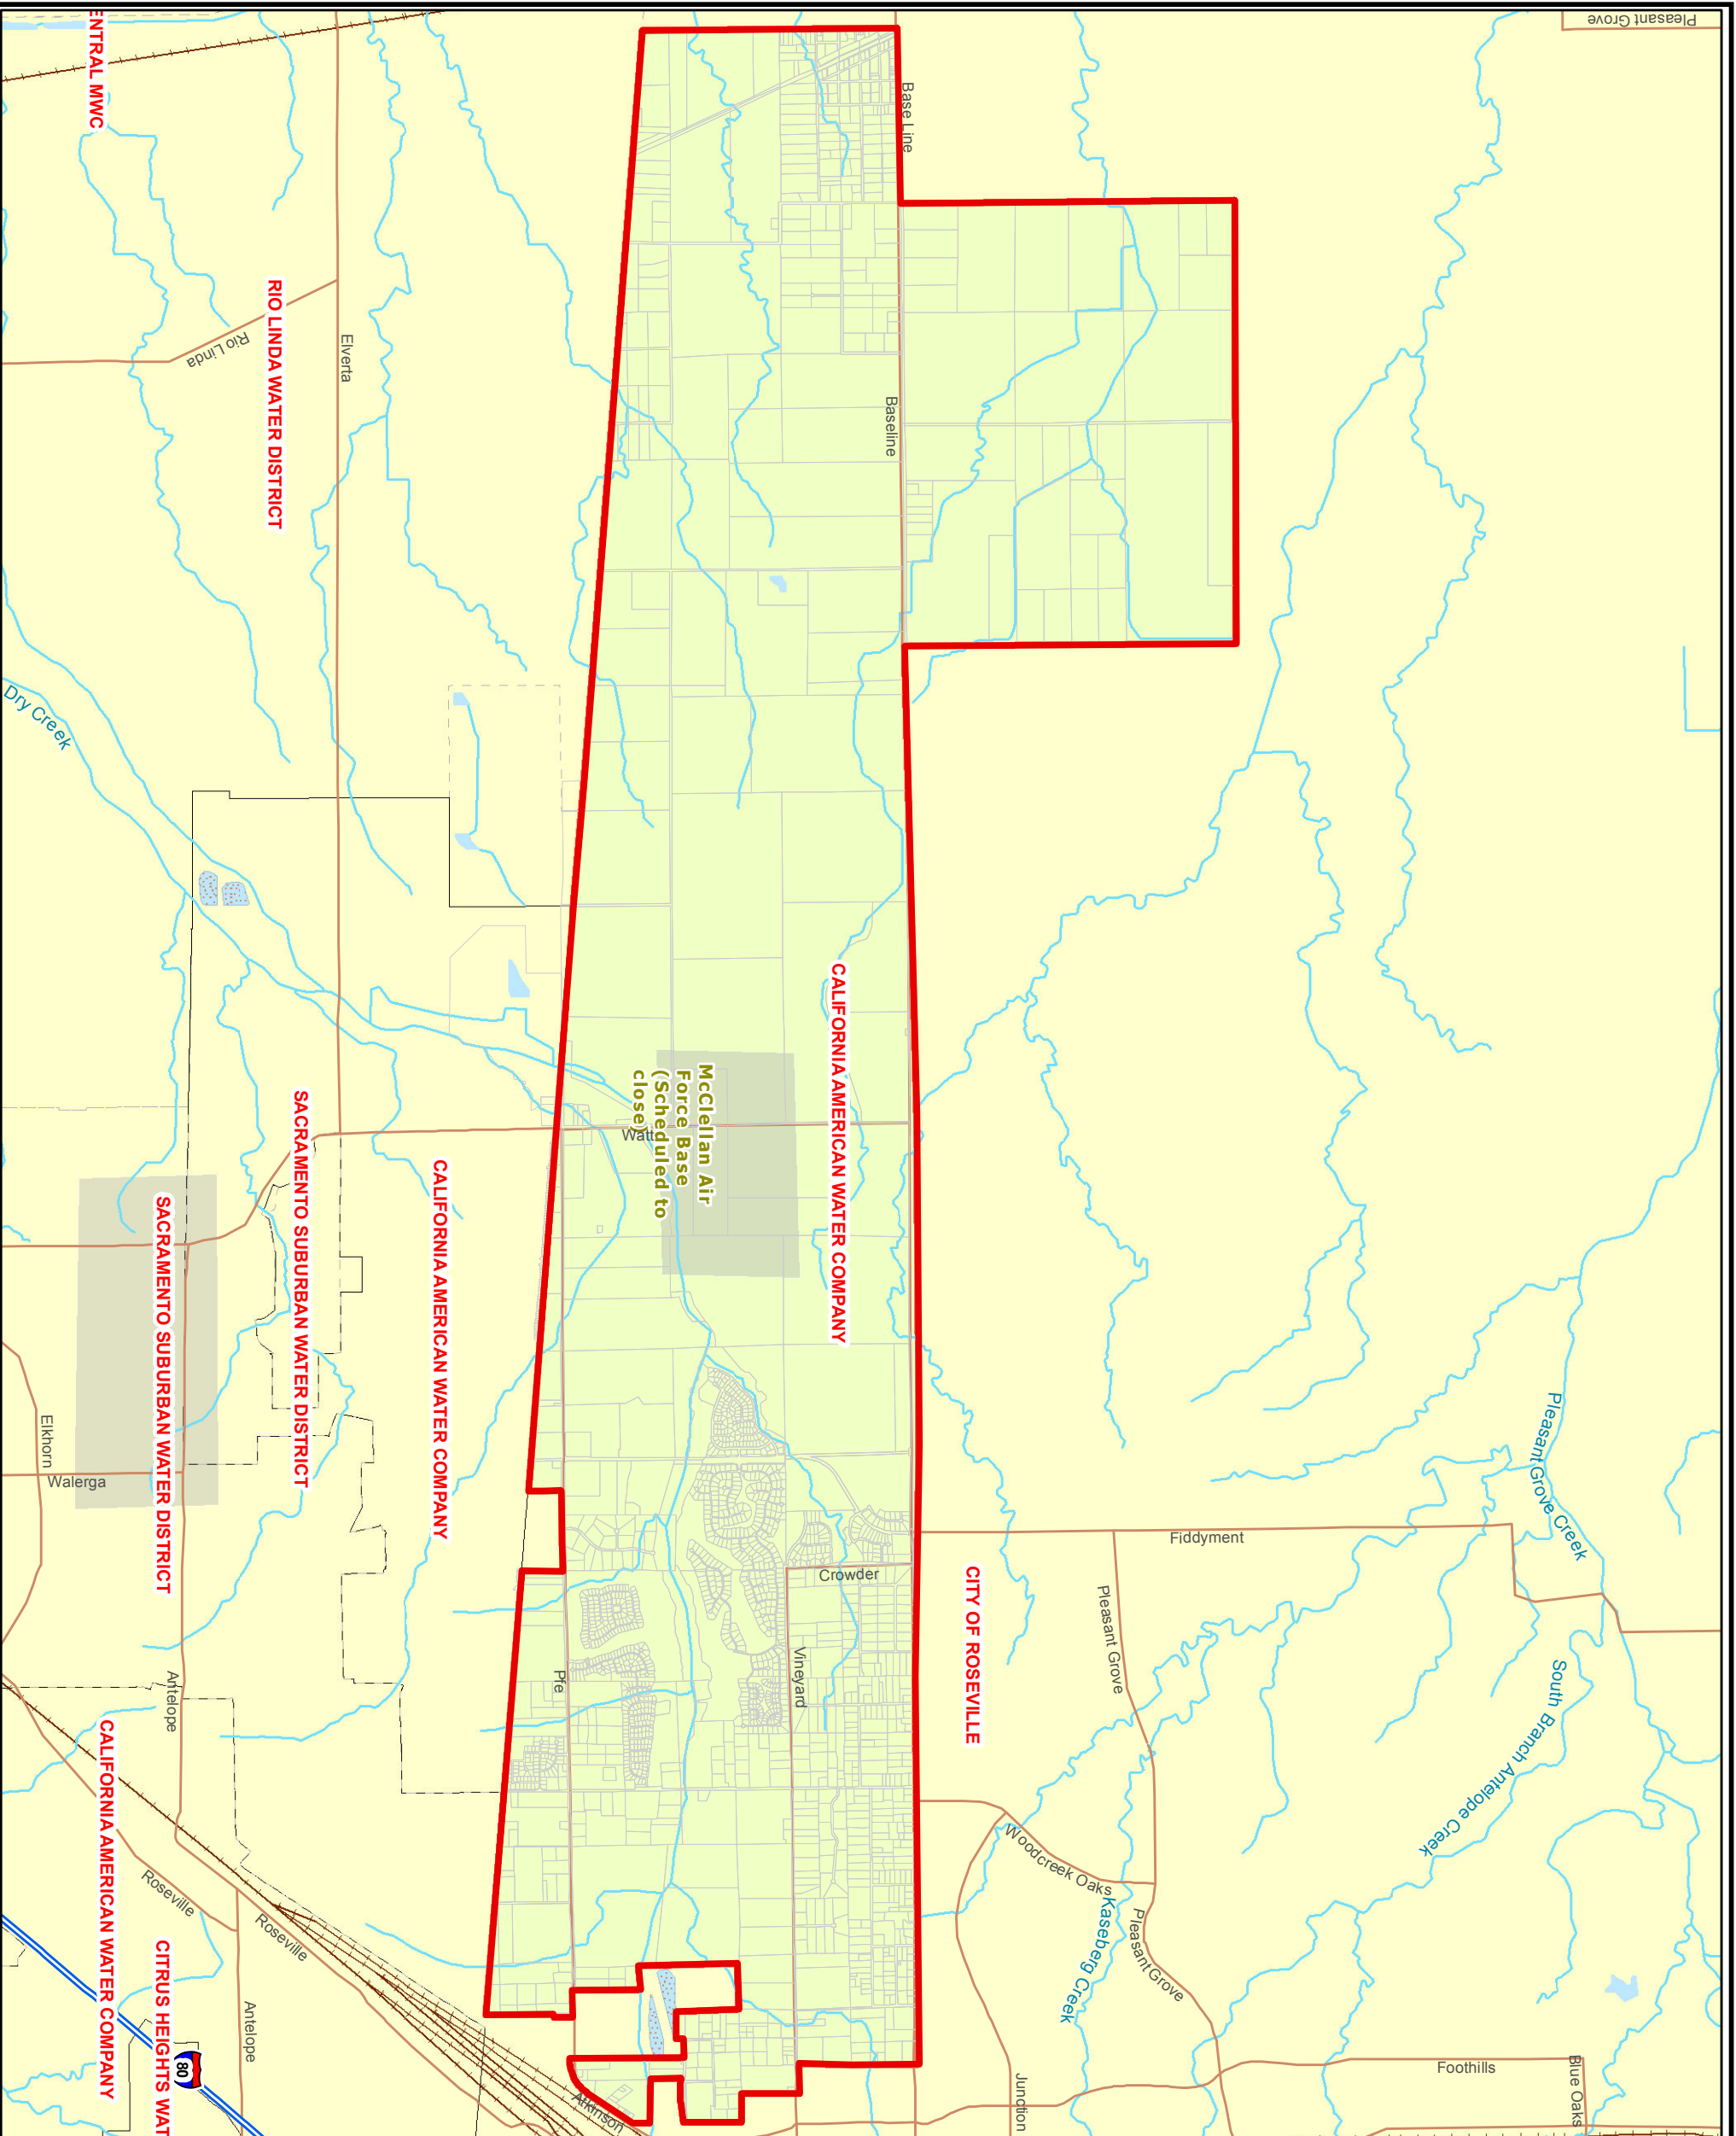 Pleasant Grove
ENTRAL MWC
Base Line
Rio Linda
RIO LINDA WATER DISTRICT
Elverta
Baseline
Dry Creek
CALIFORNIA AMERICAN WATER COMPANY
McClellan Air
Force Base
(Scheduled to
close)
Watt
SACRAMENTO SUBURBAN WATER DISTRICT
CALIFORNIA AMERICAN WATER COMPANY
SACRAMENTO SUBURBAN WATER DISTRICT
Elkhorn
Walerga
Pleasant Grove Creek
Fiddyment
Crowder
CITY OF ROSEVILLE
Pleasant Grove
Vineyard
Pfe
Antelope
South Branch Antelope Creek
CALIFORNIA AMERICAN WATER COMPANY
Woodcreek Oaks
Kaseberg Creek
Pleasant Grove
Roseville
Roseville
Antelope
CITRUS HEIGHTS WAT
80
Atkinson
Junction
Foothills
Blue Oaks